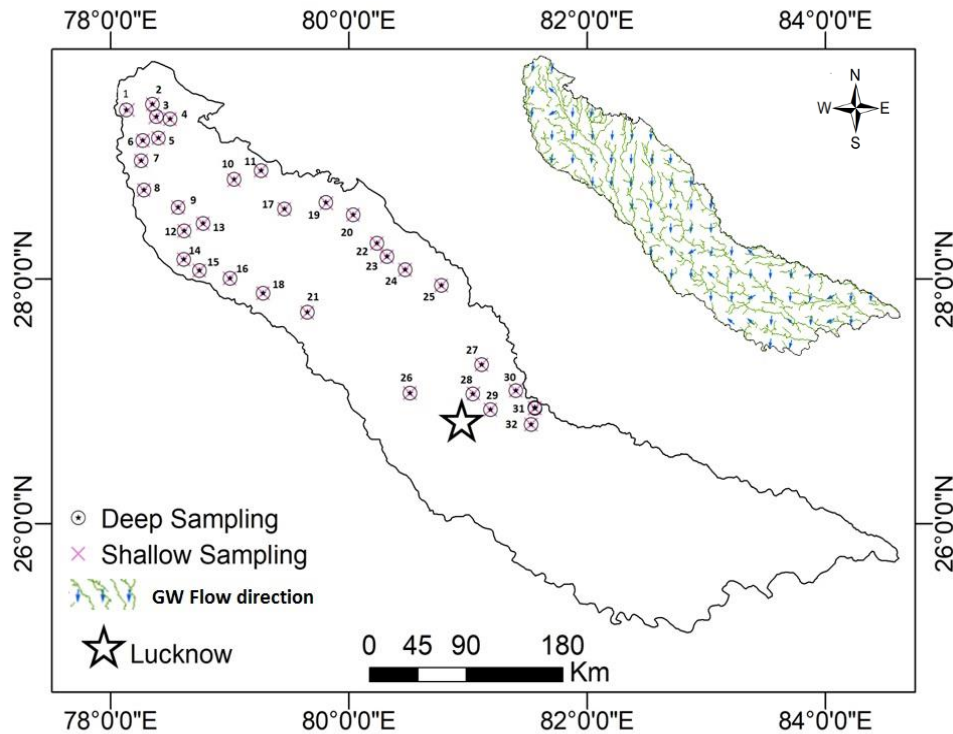 78°0'0"E 80°0'0"E 82°0'0"E 84°0'0"E
N
W E
S
1
2
3
4
6
5
7
8
9
10
11
12
13
14
15
16
17
18
19
20
21
22
23
24
25
26
27
28
29
30
31
32
28°0'0"N 28°0'0"N
26°0'0"N 26°0'0"N
Deep Sampling
Shallow Sampling
GW Flow direction
Lucknow
0 45 90 180
Km
78°0'0"E 80°0'0"E 82°0'0"E 84°0'0"E